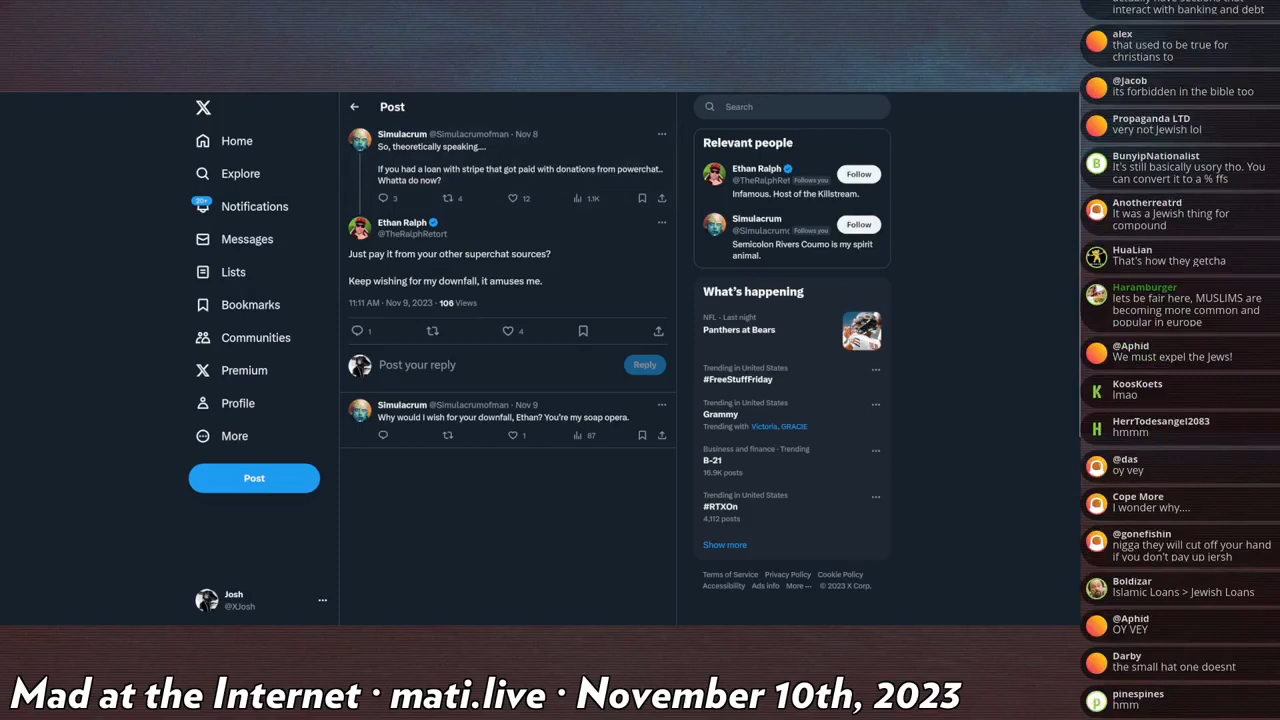 Post
Simulacrum @Simulacrumofman · Nov 8
So, theoretically speaking....
If you had a loan with stripe that got paid with donations from powerchat..
Whatta do now?
3 4 12 1.1K
Ethan Ralph
@TheRalphRetort
Just pay it from your other superchat sources?
Keep wishing for my downfall, it amuses me.
11:11 AM · Nov 9, 2023 · 106 Views
1 4
Post your reply
Reply
Simulacrum @Simulacrumofman · Nov 9
Why would I wish for your downfall, Ethan? You're my soap opera.
1 87
X
Home
Explore
20+
Notifications
Messages
Lists
Bookmarks
Communities
Premium
Profile
More
Post
Josh
@XJosh
Search
Relevant people
Ethan Ralph
@TheRalphRet Follows you
Follow
Infamous. Host of the Killstream.
Simulacrum
@Simulacrumo Follows you
Follow
Semicolon Rivers Coumo is my spirit
animal.
What's happening
NFL · Last night
Panthers at Bears
Trending in United States
#FreeStuffFriday
Trending in United States
Grammy
Trending with Victoria, GRACIE
Business and finance · Trending
B-21
16.9K posts
Trending in United States
#RTXOn
4,112 posts
Show more
Terms of Service Privacy Policy Cookie Policy
Accessibility Ads info More ··· © 2023 X Corp.
interact with banking and debt
alex
that used to be true for
christians to
@Jacob
its forbidden in the bible too
Propaganda LTD
very not Jewish lol
BunyipNationalist
It's still basically usory tho. You
can convert it to a % ffs
Anotherreatrd
It was a Jewish thing for
compound
HuaLian
That's how they getcha
Haramburger
lets be fair here, MUSLIMS are
becoming more common and
popular in europe
@Aphid
We must expel the Jews!
KoosKoets
lmao
HerrTodesangel2083
hmmm
@das
oy vey
Cope More
I wonder why....
@gonefishin
nigga they will cut off your hand
if you don't pay up jersh
Boldizar
Islamic Loans > Jewish Loans
@Aphid
OY VEY
Darby
the small hat one doesnt
pinespines
hmm
Mad at the Internet · mati.live · November 10th, 2023